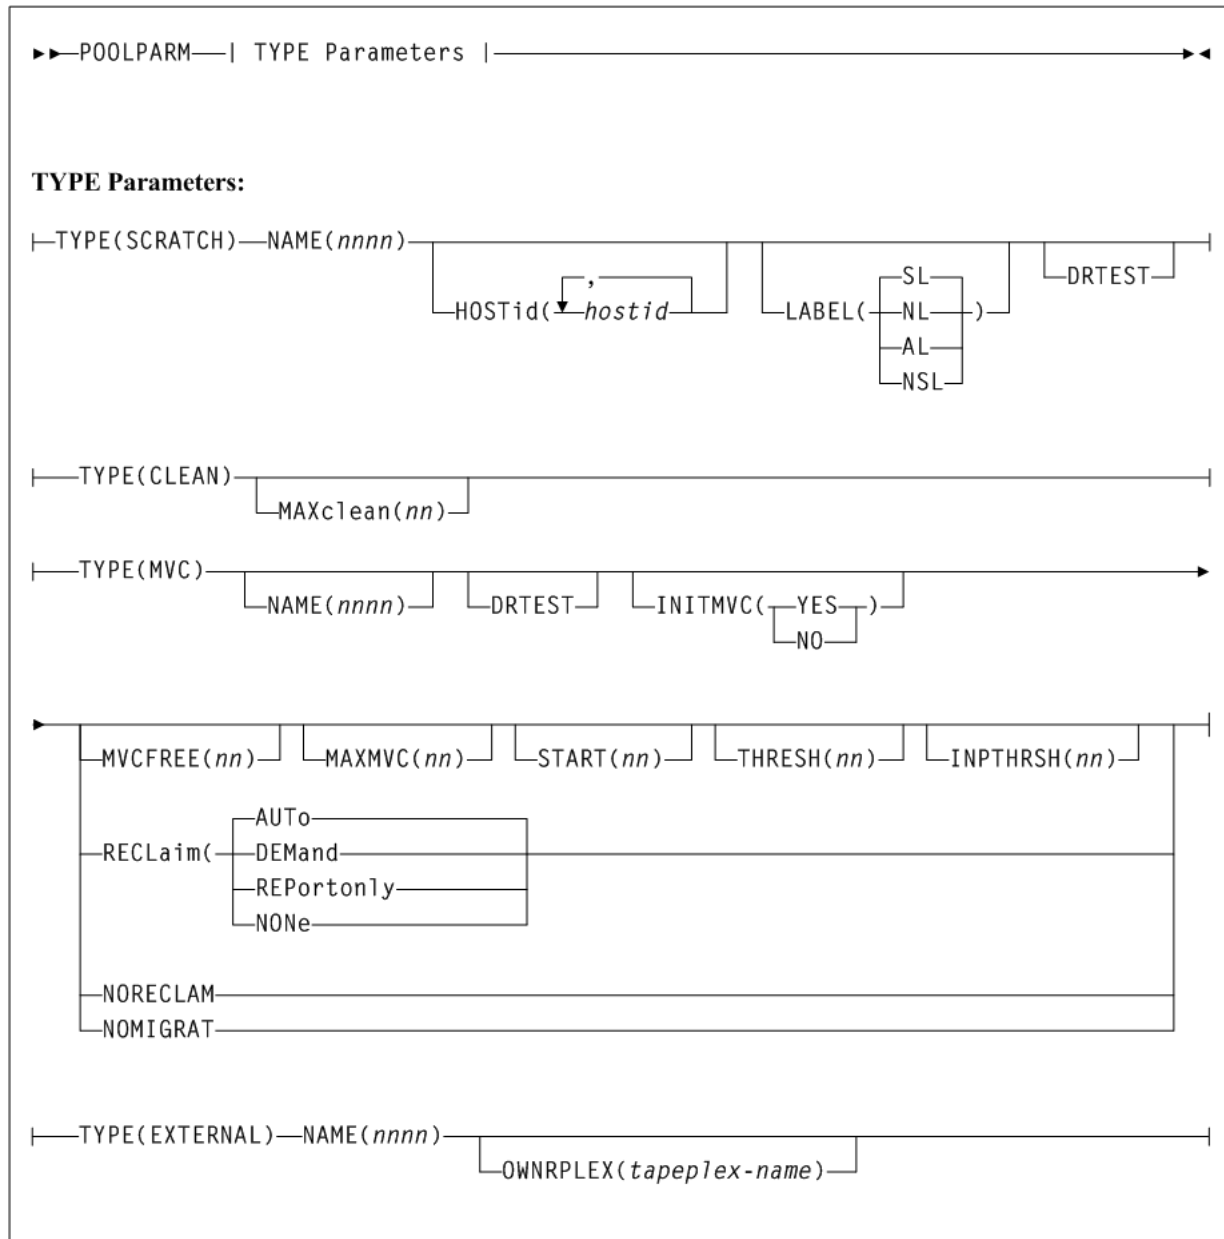 POOLPARM | TYPE Parameters |
TYPE Parameters:
TYPE(SCRATCH) NAME(nnnn)
HOSTid( , hostid
LABEL( SL
NL )
AL
NSL
DRTEST
TYPE(CLEAN)
MAXclean(nn)
TYPE(MVC)
NAME(nnnn) DRTEST INITMVC( YES )
NO
MVCFREE(nn) MAXMVC(nn) START(nn) THRESH(nn) INPTHRSH(nn)
AUTo
RECLaim( DEMand
REPortonly
NONe
NORECLAM
NOMIGRAT
TYPE(EXTERNAL) NAME(nnnn)
OWNRPLEX(tapeplex-name)